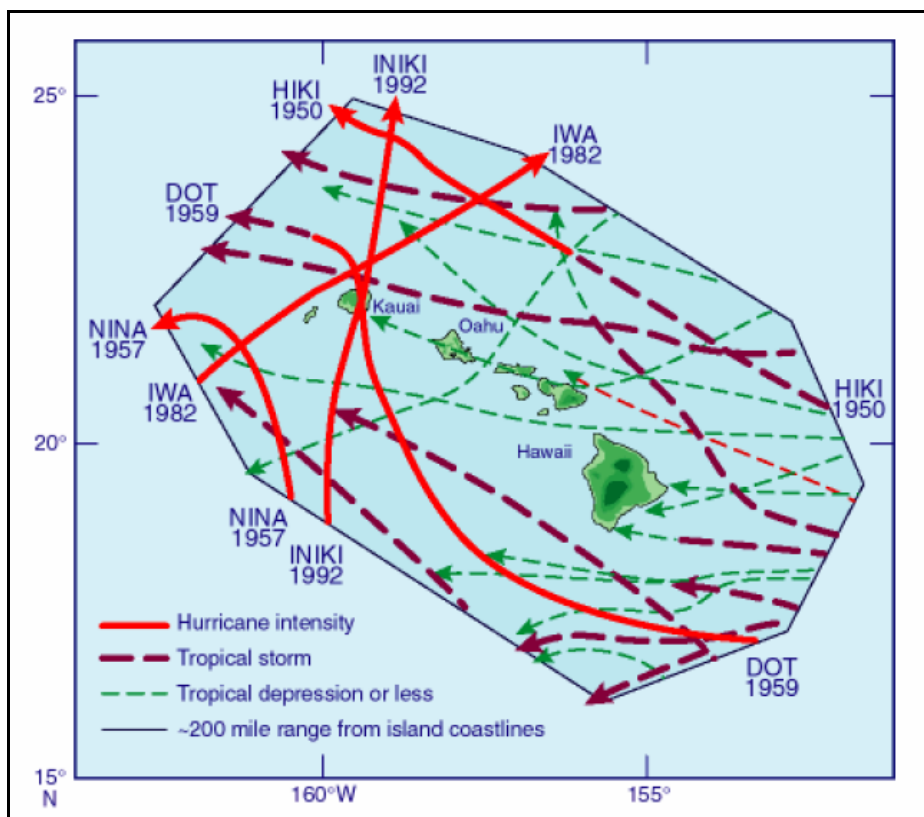 INIKI
1992
HIKI
1950
25°
IWA
1982
DOT
1959
Kauai
Oahu
NINA
1957
IWA
1982
HIKI
1950
20°
Hawaii
NINA
1957
INIKI
1992
Hurricane intensity
Tropical storm
Tropical depression or less
~200 mile range from island coastlines
DOT
1959
15°
N
160°W
155°